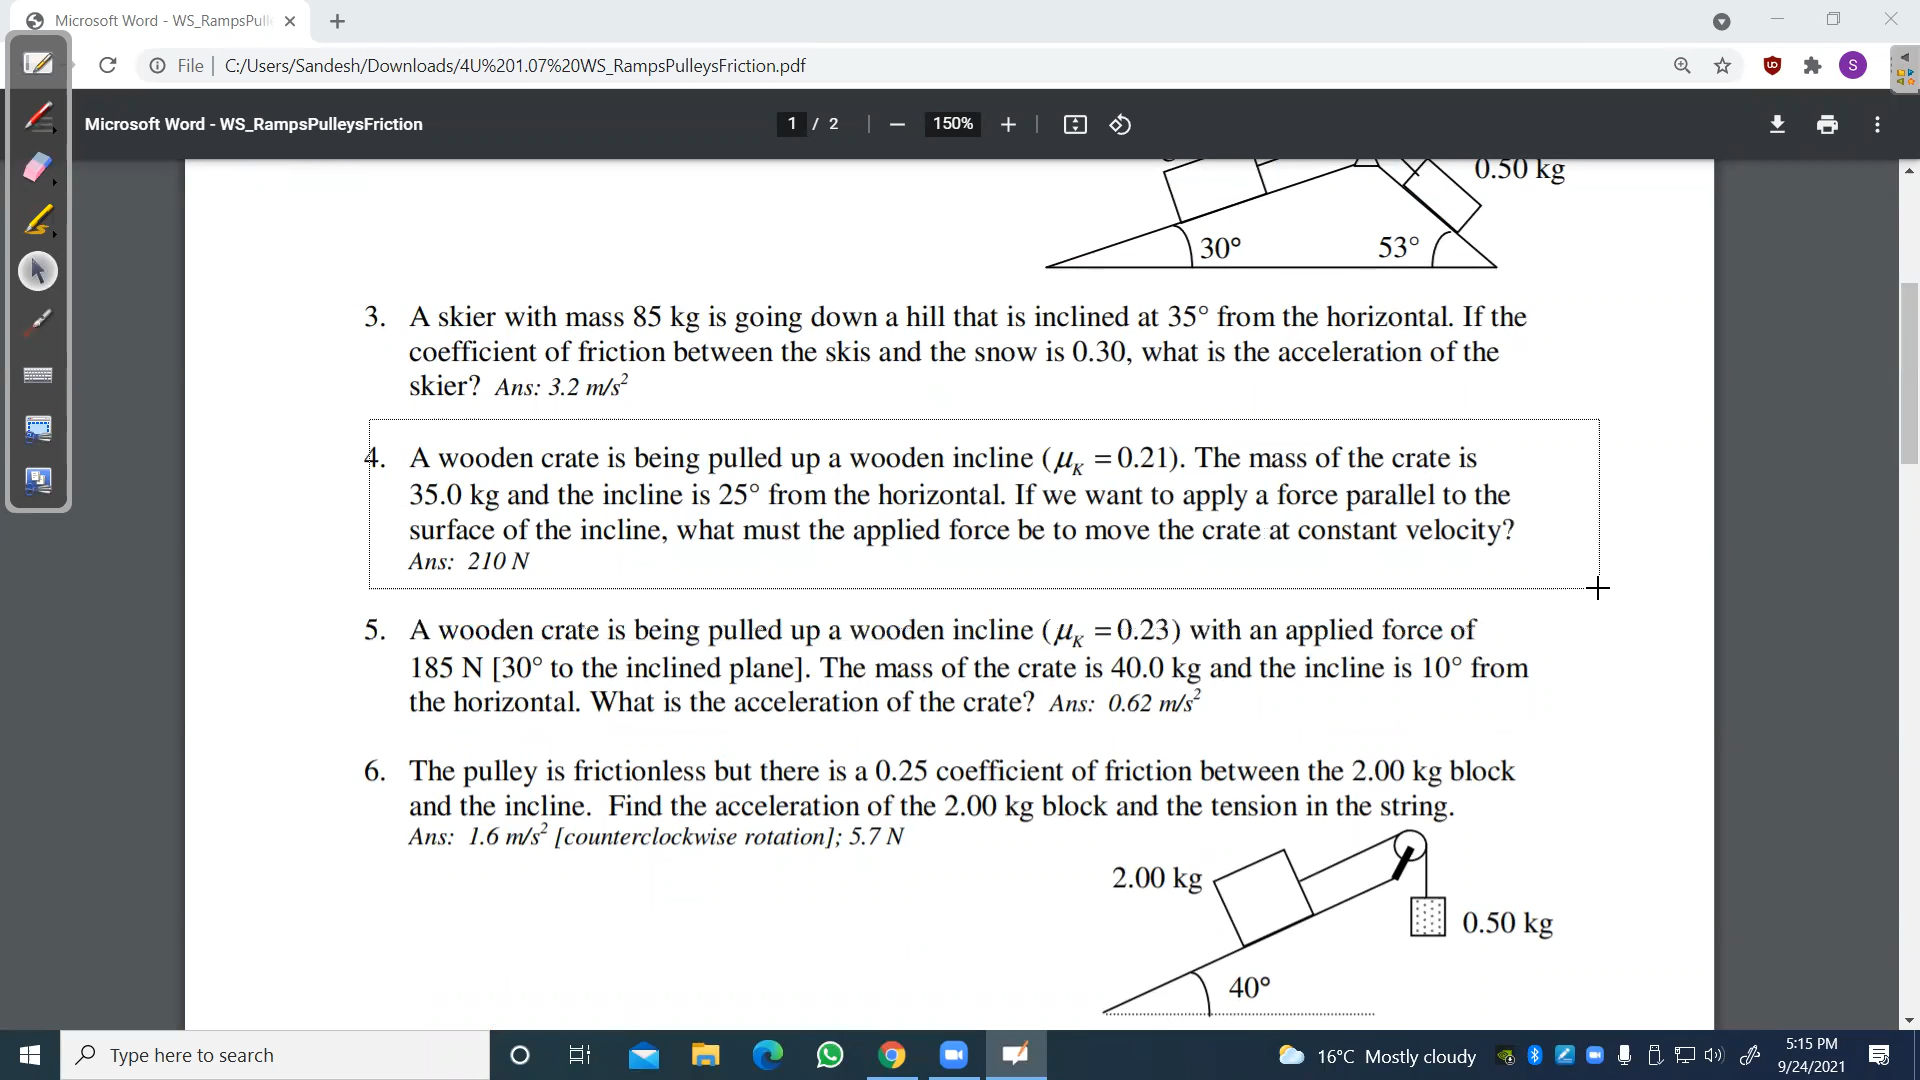 Microsoft Word - WS_RampsPull
File
C:/Users/Sandesh/Downloads/4U%201.07%20WS_RampsPulleysFriction.pdf
S
Microsoft Word - WS_RampsPulleysFriction
1 / 2
150%
0.50 kg
30°
53°
3. A skier with mass 85 kg is going down a hill that is inclined at 35° from the horizontal. If the
coefficient of friction between the skis and the snow is 0.30, what is the acceleration of the
skier? Ans: 3.2 m/s²
4. A wooden crate is being pulled up a wooden incline (μK = 0.21). The mass of the crate is
35.0 kg and the incline is 25° from the horizontal. If we want to apply a force parallel to the
surface of the incline, what must the applied force be to move the crate at constant velocity?
Ans: 210 N
5. A wooden crate is being pulled up a wooden incline (μK = 0.23) with an applied force of
185 N [30° to the inclined plane]. The mass of the crate is 40.0 kg and the incline is 10° from
the horizontal. What is the acceleration of the crate? Ans: 0.62 m/s²
6. The pulley is frictionless but there is a 0.25 coefficient of friction between the 2.00 kg block
and the incline. Find the acceleration of the 2.00 kg block and the tension in the string.
Ans: 1.6 m/s² [counterclockwise rotation]; 5.7 N
2.00 kg
0.50 kg
40°
Type here to search
16°C Mostly cloudy
5:15 PM
9/24/2021